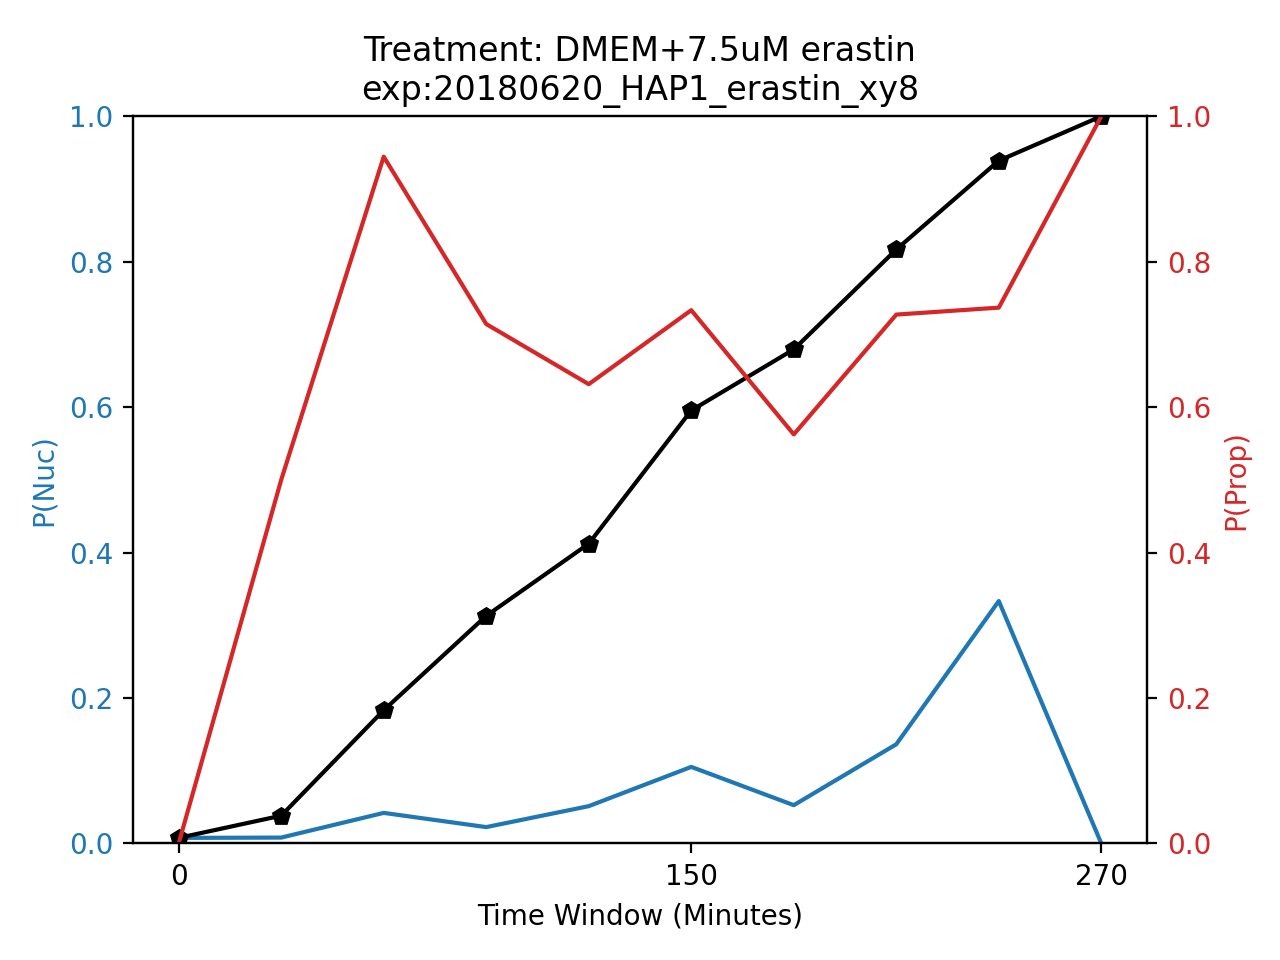 Treatment: DMEM+7.5uM erastin
exp:20180620_HAP1_erastin_xy8
1.0
0.8
0.6
0.4
0.2
0.0
P(Nuc)
1.0
0.8
0.6
0.4
0.2
0.0
P(Prop)
0 150 270
Time Window (Minutes)